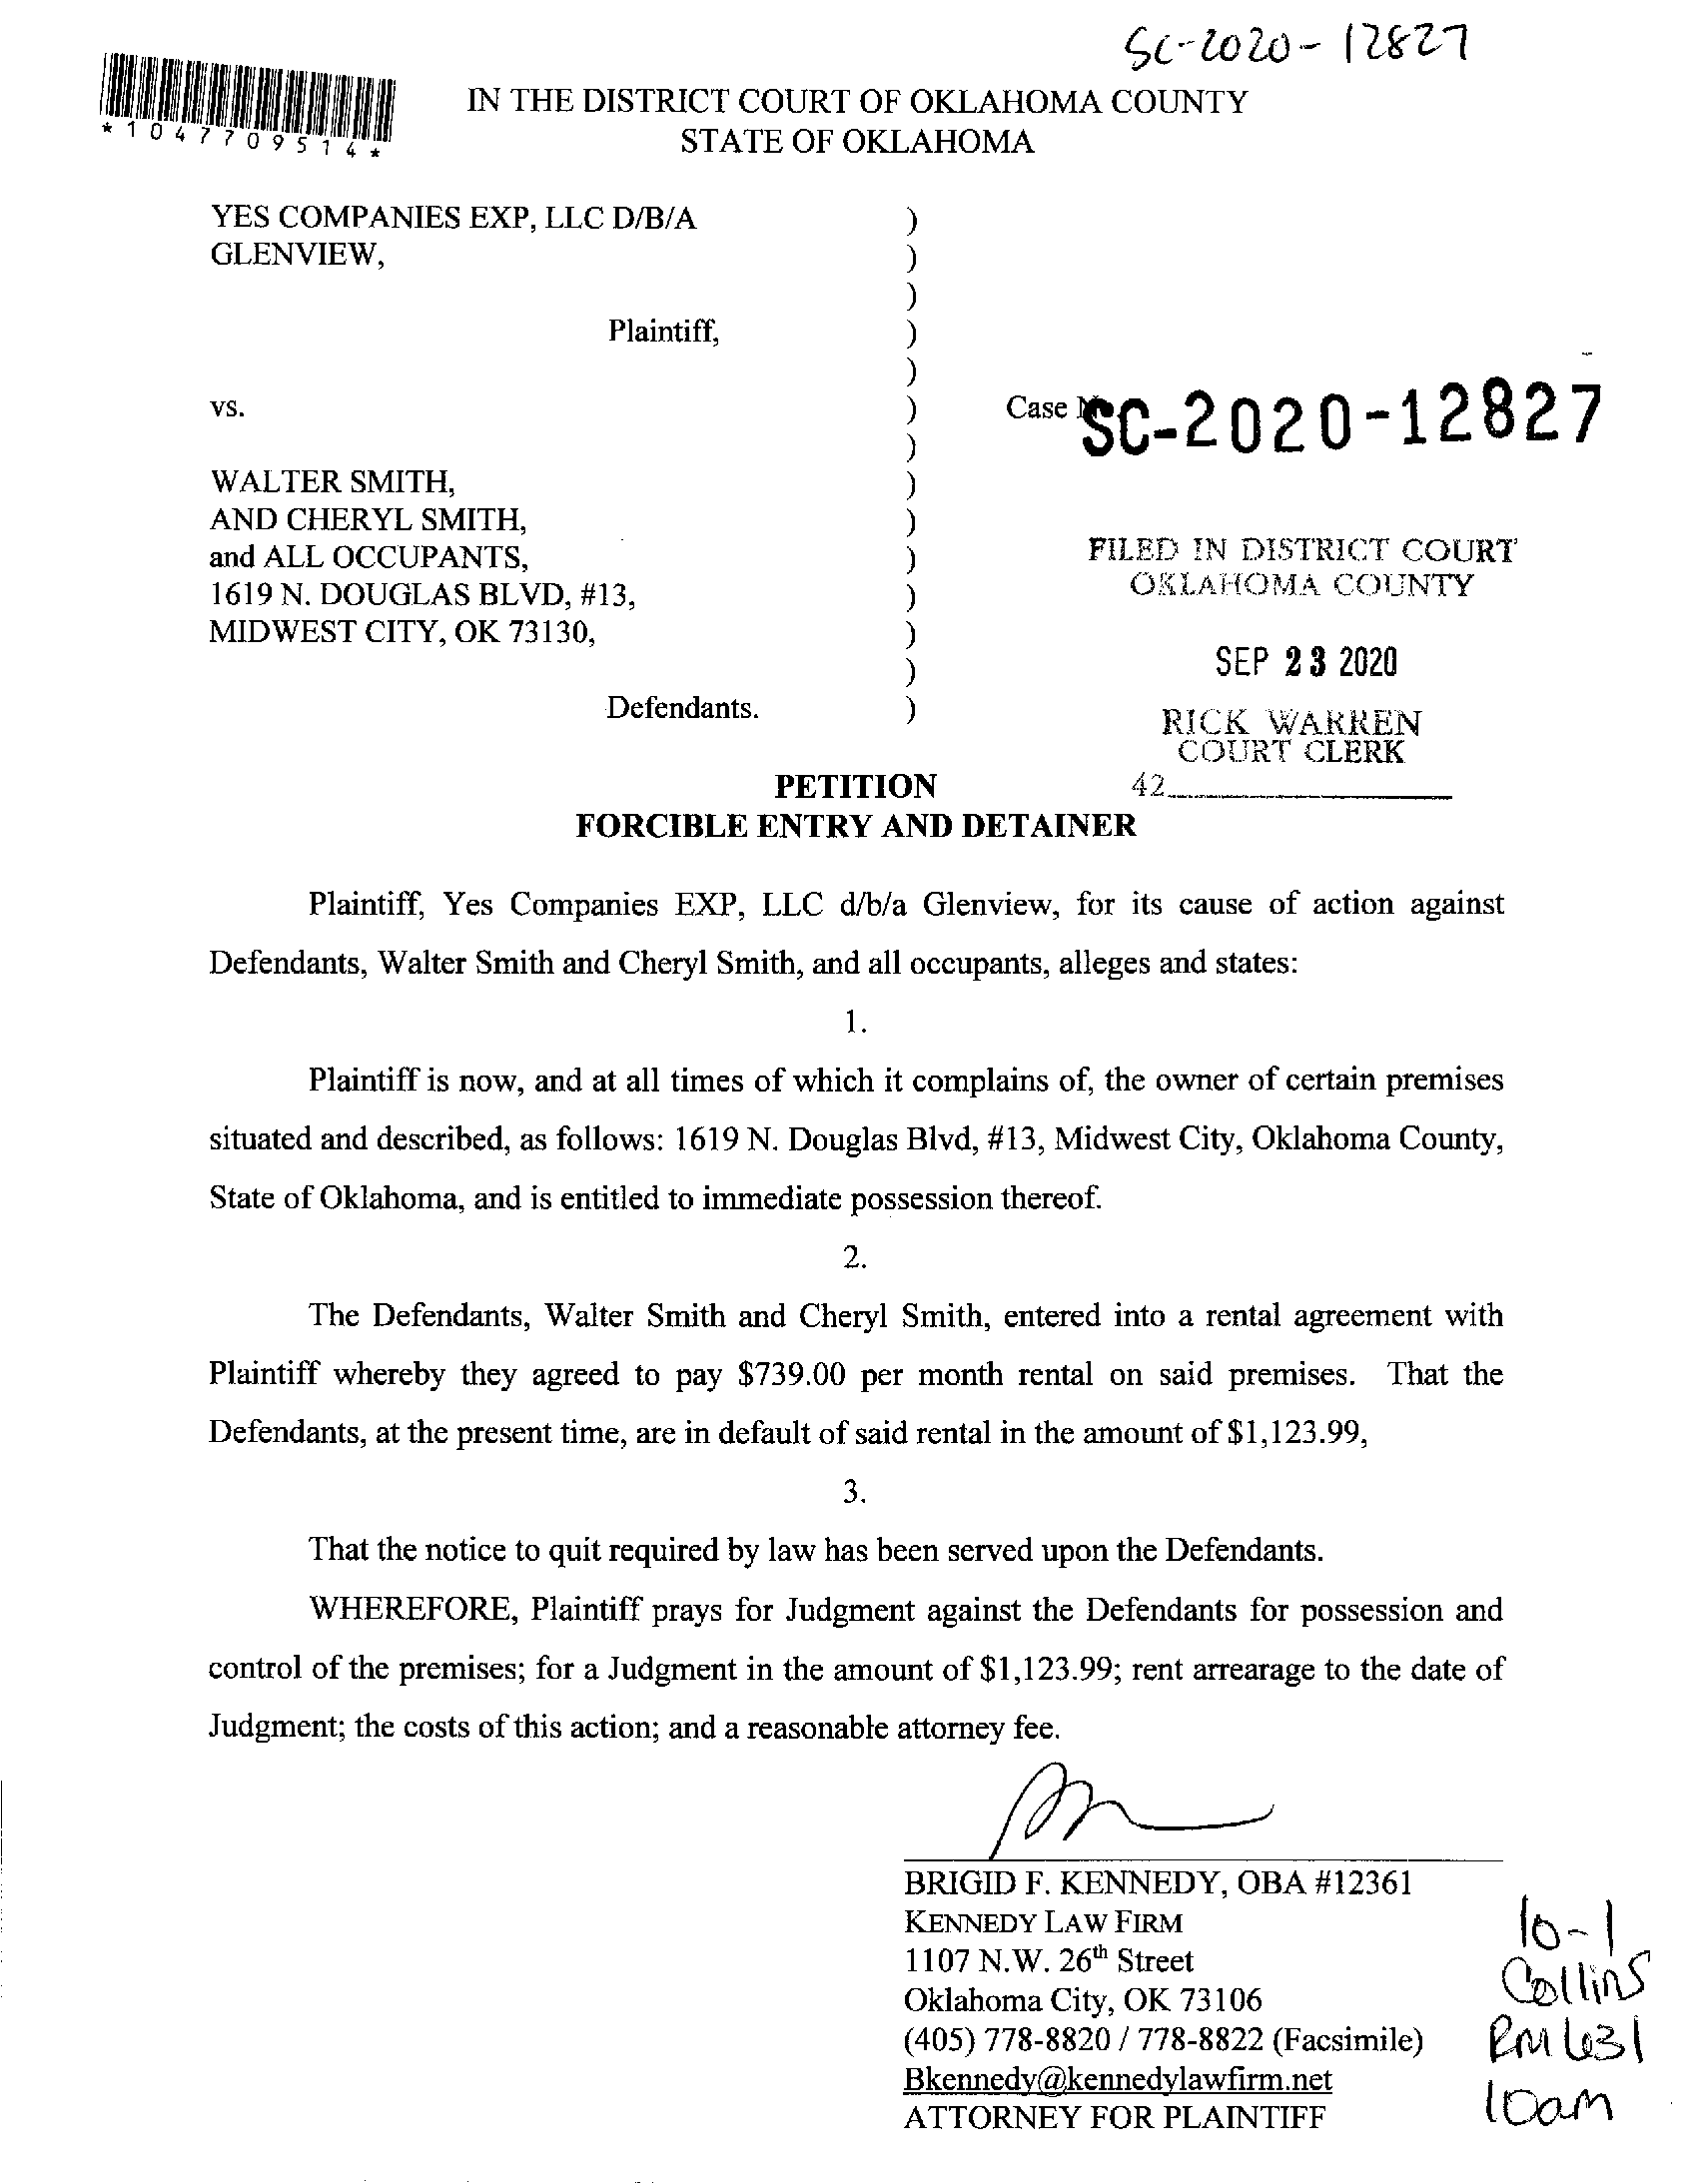 SC-2020-12827
*1047709514*
IN THE DISTRICT COURT OF OKLAHOMA COUNTY
STATE OF OKLAHOMA
YES COMPANIES EXP, LLC D/B/A )
GLENVIEW, )
)
Plaintiff, )
)
vs. ) Case SC-2020-12827
)
WALTER SMITH, )
AND CHERYL SMITH, )
and ALL OCCUPANTS, )
1619 N. DOUGLAS BLVD, #13, )
MIDWEST CITY, OK 73130, )
)
Defendants. )
FILED IN DISTRICT COURT
OKLAHOMA COUNTY
SEP 23 2020
RICK WARREN
COURT CLERK
42
PETITION
FORCIBLE ENTRY AND DETAINER
Plaintiff, Yes Companies EXP, LLC d/b/a Glenview, for its cause of action against
Defendants, Walter Smith and Cheryl Smith, and all occupants, alleges and states:
1.
Plaintiff is now, and at all times of which it complains of, the owner of certain premises
situated and described, as follows: 1619 N. Douglas Blvd, #13, Midwest City, Oklahoma County,
State of Oklahoma, and is entitled to immediate possession thereof.
2.
The Defendants, Walter Smith and Cheryl Smith, entered into a rental agreement with
Plaintiff whereby they agreed to pay $739.00 per month rental on said premises. That the
Defendants, at the present time, are in default of said rental in the amount of $1,123.99,
3.
That the notice to quit required by law has been served upon the Defendants.
WHEREFORE, Plaintiff prays for Judgment against the Defendants for possession and
control of the premises; for a Judgment in the amount of $1,123.99; rent arrearage to the date of
Judgment; the costs of this action; and a reasonable attorney fee.
BRIGID F. KENNEDY, OBA #12361
KENNEDY LAW FIRM
1107 N.W. 26th Street
Oklahoma City, OK 73106
(405) 778-8820 / 778-8822 (Facsimile)
Bkennedy@kennedylawfirm.net
ATTORNEY FOR PLAINTIFF
10-1
Collins
RM 631
10am